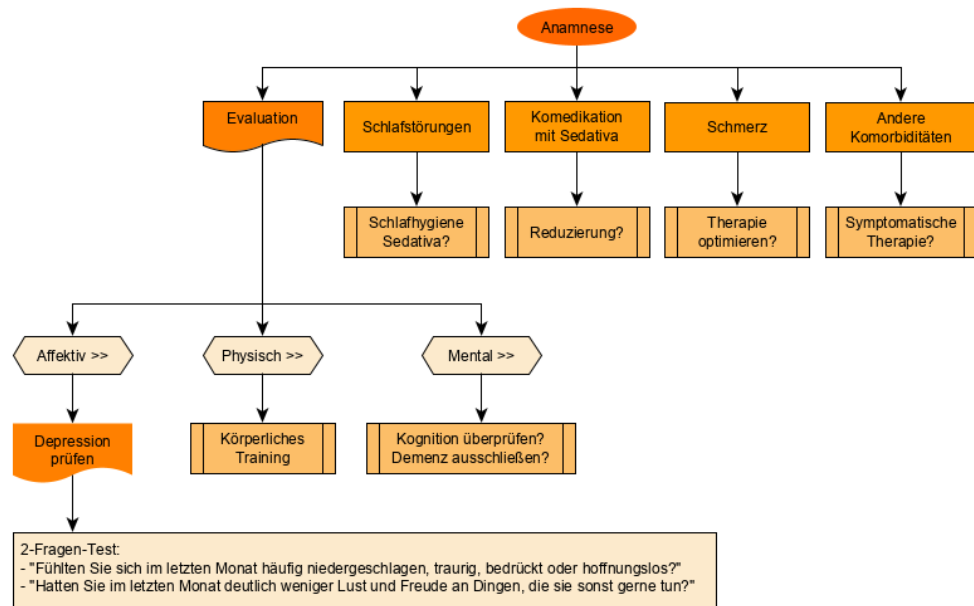 Anamnese
Evaluation
Schlafstörungen
Komedikation
mit Sedativa
Schmerz
Andere
Komorbiditäten
Schlafhygiene
Sedativa?
Reduzierung?
Therapie
optimieren?
Symptomatische
Therapie?
Affektiv >>
Physisch >>
Mental >>
Depression
prüfen
Körperliches
Training
Kognition überprüfen?
Demenz ausschließen?
2-Fragen-Test:
- "Fühlten Sie sich im letzten Monat häufig niedergeschlagen, traurig, bedrückt oder hoffnungslos?"
- "Hatten Sie im letzten Monat deutlich weniger Lust und Freude an Dingen, die sie sonst gerne tun?"